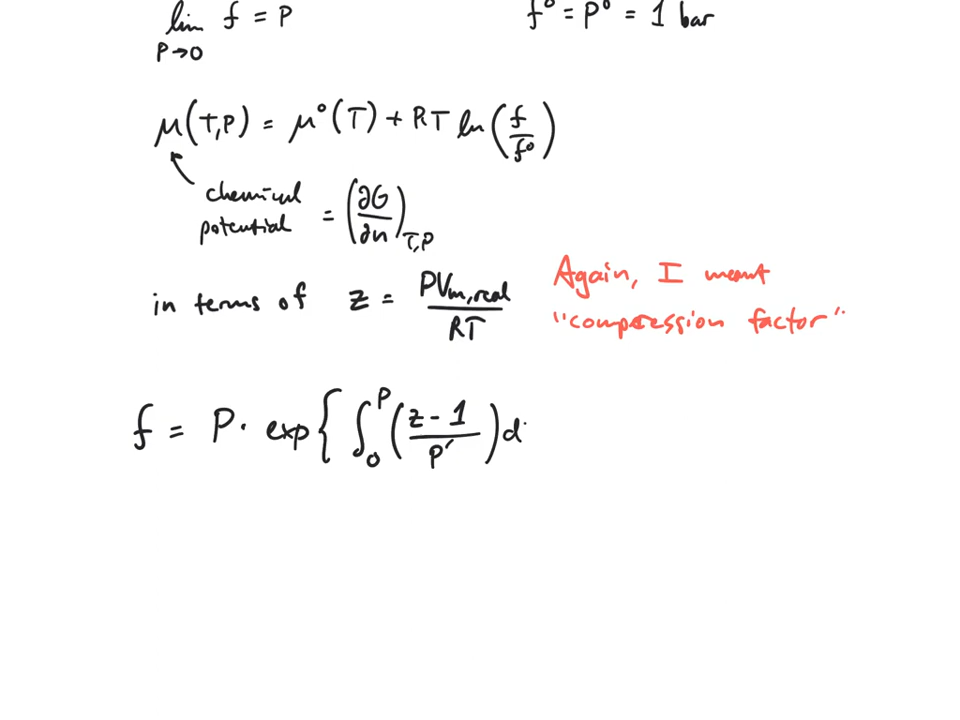 lim f = P
P→0
f° = P° = 1 bar
μ(T,P) = μ°(T) + RT ln(f/f°)
chemical potential = (∂G/∂n)T,P
in terms of z = PVm,real/RT
Again, I meant
"compression factor"
f = P · exp{ ∫₀ᴾ (z - 1/P′) d